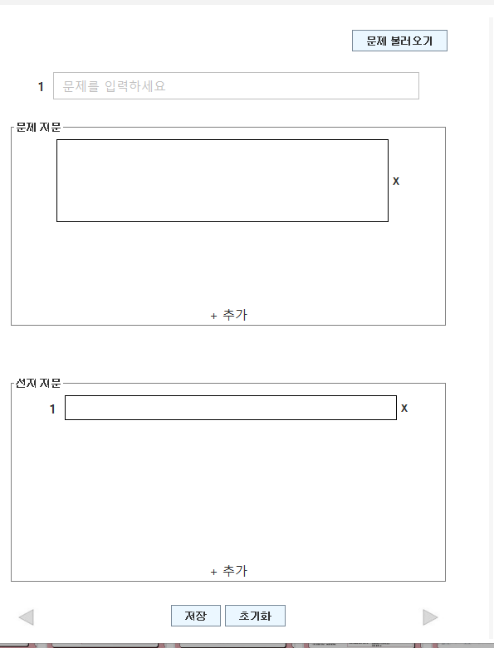 문제 불러오기
1 문제를 입력하세요
문제 지문
x
+ 추가
선지 지문
1 x
+ 추가
저장 초기화